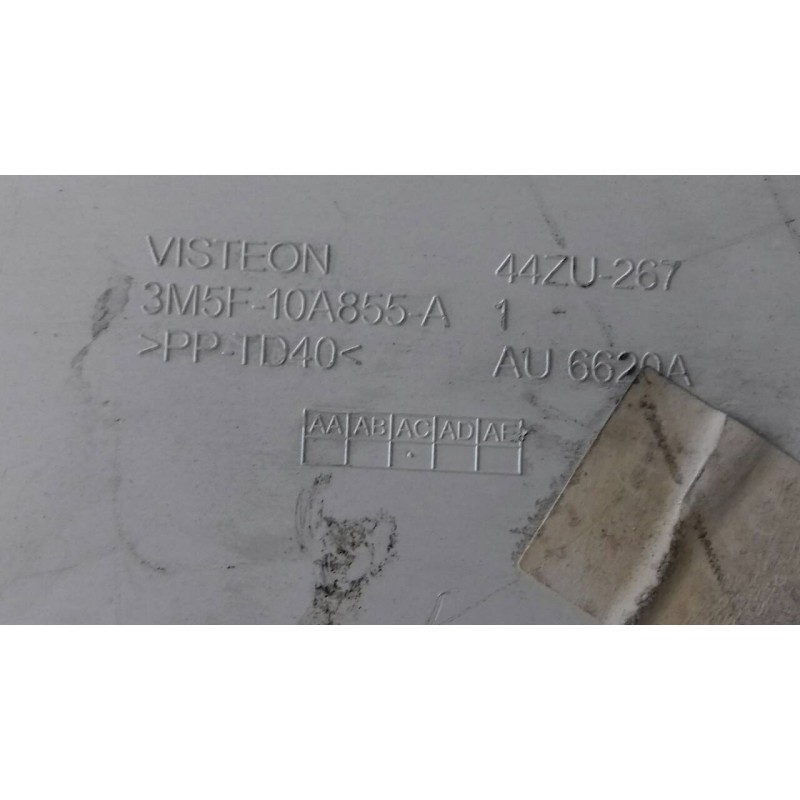 VISTEON 44ZU-267
3M5F-10A855-A 1 -
>PP-TD40< AU 6620A
AA AB AC AD AE